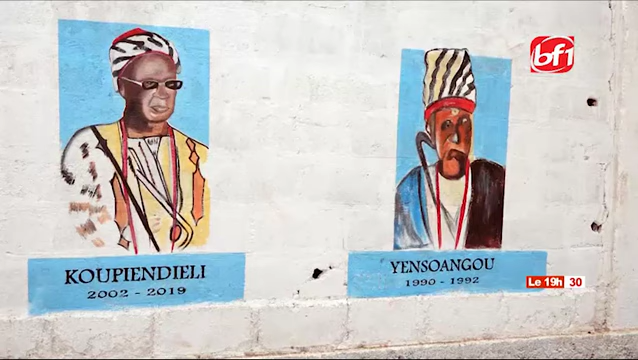 bf1
KOUPIENDIELI
2002 - 2019
YENSOANGOU
1990 - 1992
Le 19h 30